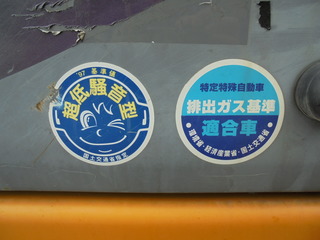 '97 基準値
超低騒音型
国土交通省指定
特定特殊自動車
排出ガス基準
適合車
・環境省・経済産業省・国土交通省・